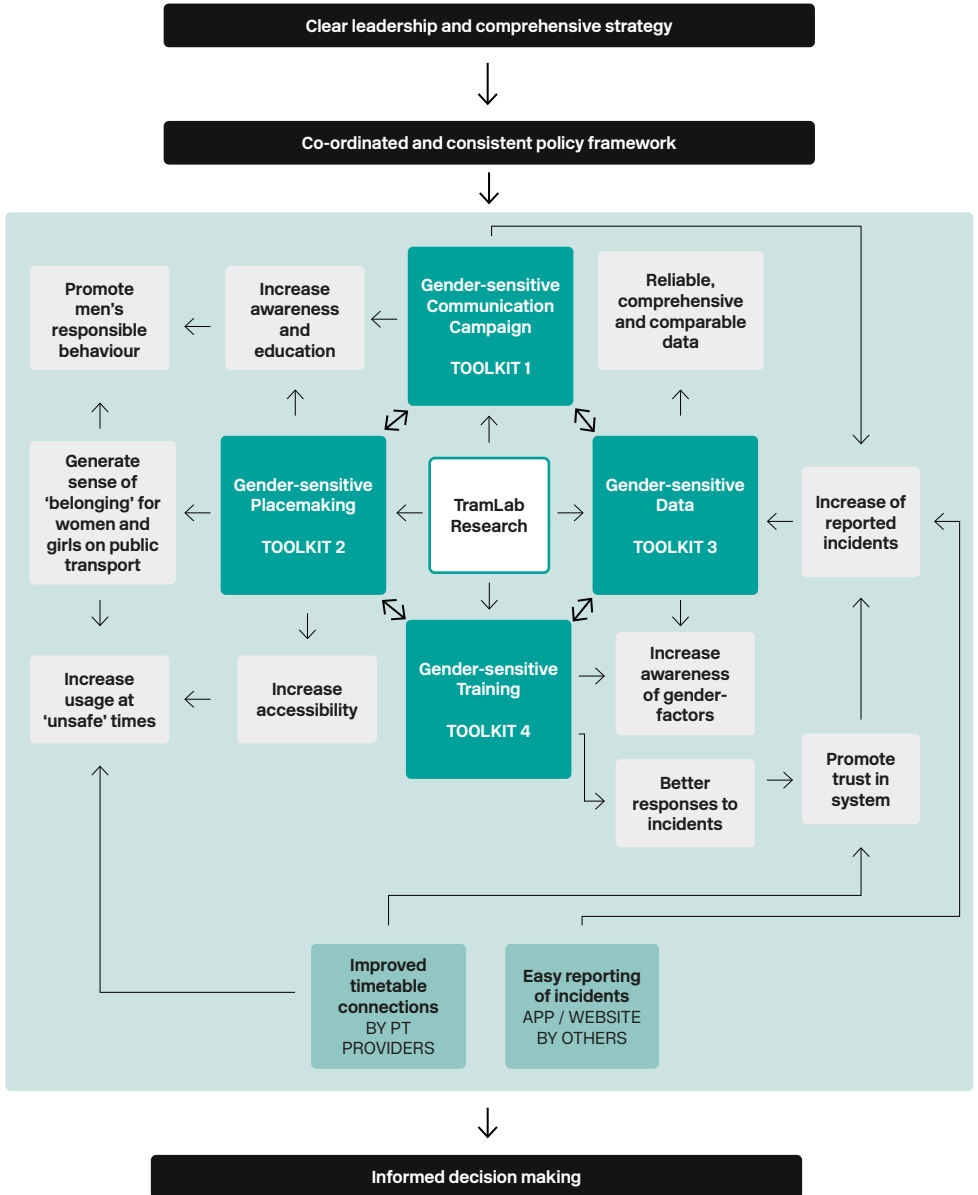 Clear leadership and comprehensive strategy
Co-ordinated and consistent policy framework
Promote
men's
responsible
behaviour
Increase
awareness
and
education
Gender-sensitive
Communication
Campaign
TOOLKIT 1
Reliable,
comprehensive
and comparable
data
Generate
sense of
‘belonging’ for
women and
girls on public
transport
Gender-sensitive
Placemaking
TOOLKIT 2
TramLab
Research
Gender-sensitive
Data
TOOLKIT 3
Increase of
reported
incidents
Increase
usage at
‘unsafe’ times
Increase
accessibility
Gender-sensitive
Training
TOOLKIT 4
Increase
awareness
of gender-
factors
Better
responses to
incidents
Promote
trust in
system
Improved
timetable
connections
BY PT
PROVIDERS
Easy reporting
of incidents
APP / WEBSITE
BY OTHERS
Informed decision making